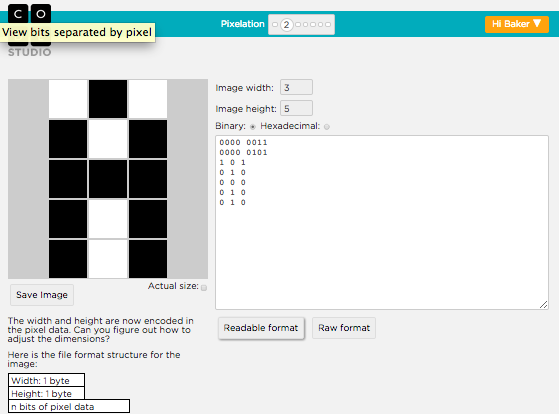 C O
View bits separated by pixel
STUDIO
Pixelation
2
Hi Baker ▼
Image width: 3
Image height: 5
Binary: Hexadecimal:
0000 0011
0000 0101
1 0 1
0 1 0
0 0 0
0 1 0
0 1 0
Actual size:
Save Image
Readable format Raw format
The width and height are now encoded in
the pixel data. Can you figure out how to
adjust the dimensions?
Here is the file format structure for the
image:
Width: 1 byte
Height: 1 byte
n bits of pixel data